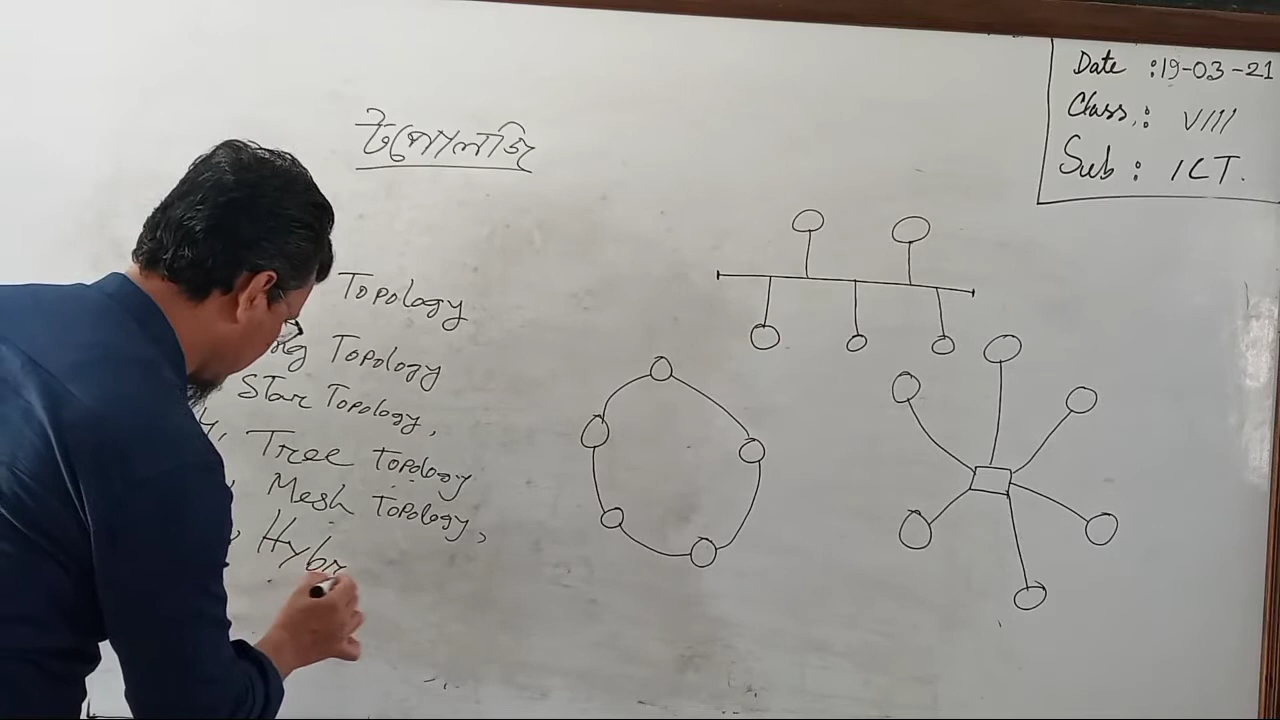 টপোলজি
Date : 19-03-21
Class : VIII
Sub : ICT.
Topology
Topology
Star Topology,
Tree Topology
Mesh Topology,
Hybr